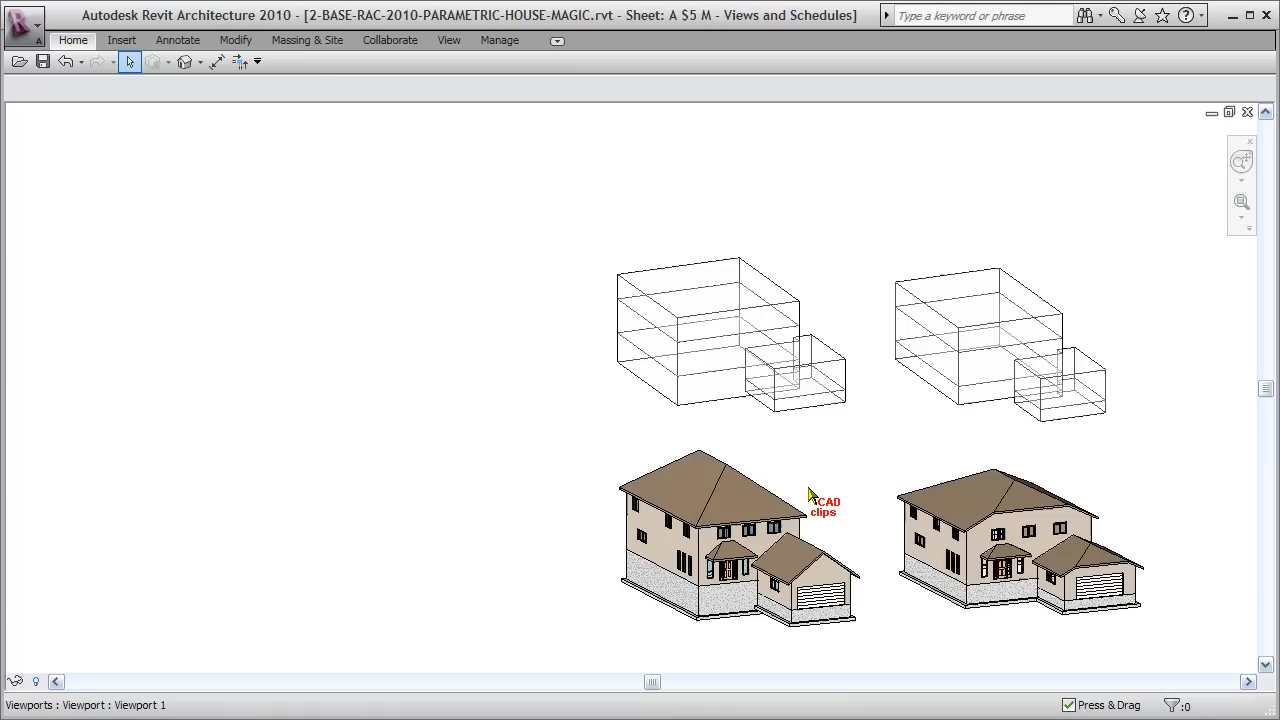 Autodesk Revit Architecture 2010 - [2-BASE-RAC-2010-PARAMETRIC-HOUSE-MAGIC.rvt - Sheet: A $5 M - Views and Schedules]
Type a keyword or phrase
Home Insert Annotate Modify Massing & Site Collaborate View Manage
CAD
clips
Viewports : Viewport : Viewport 1
Press & Drag
:0